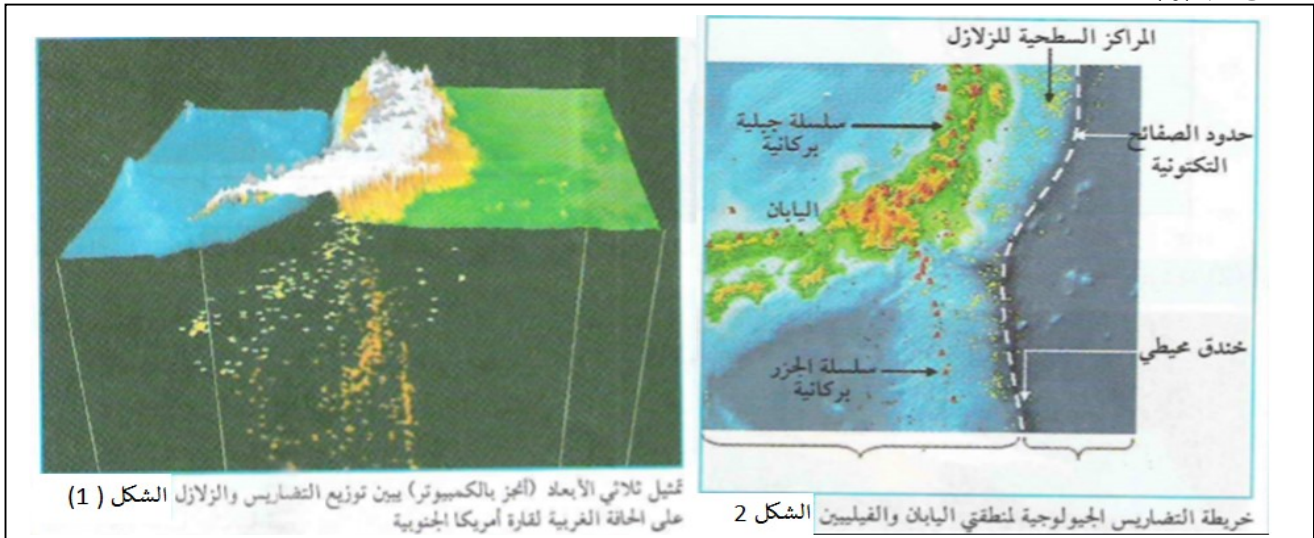 المراكز السطحية للزلازل
سلسلة جبلية
بركانية
حدود الصفائح
التكتونية
اليابان
خندق محيطي
سلسلة الجزر
بركانية
تمثيل ثلاثي الأبعاد (أنجز بالكمبيوتر) يبين توزيع التضاريس والزلازل الشكل ( 1)
على الحافة الغربية لقارة أمريكا الجنوبية
خريطة التضاريس الجيولوجية لمنطقتي اليابان والفيليبين الشكل 2